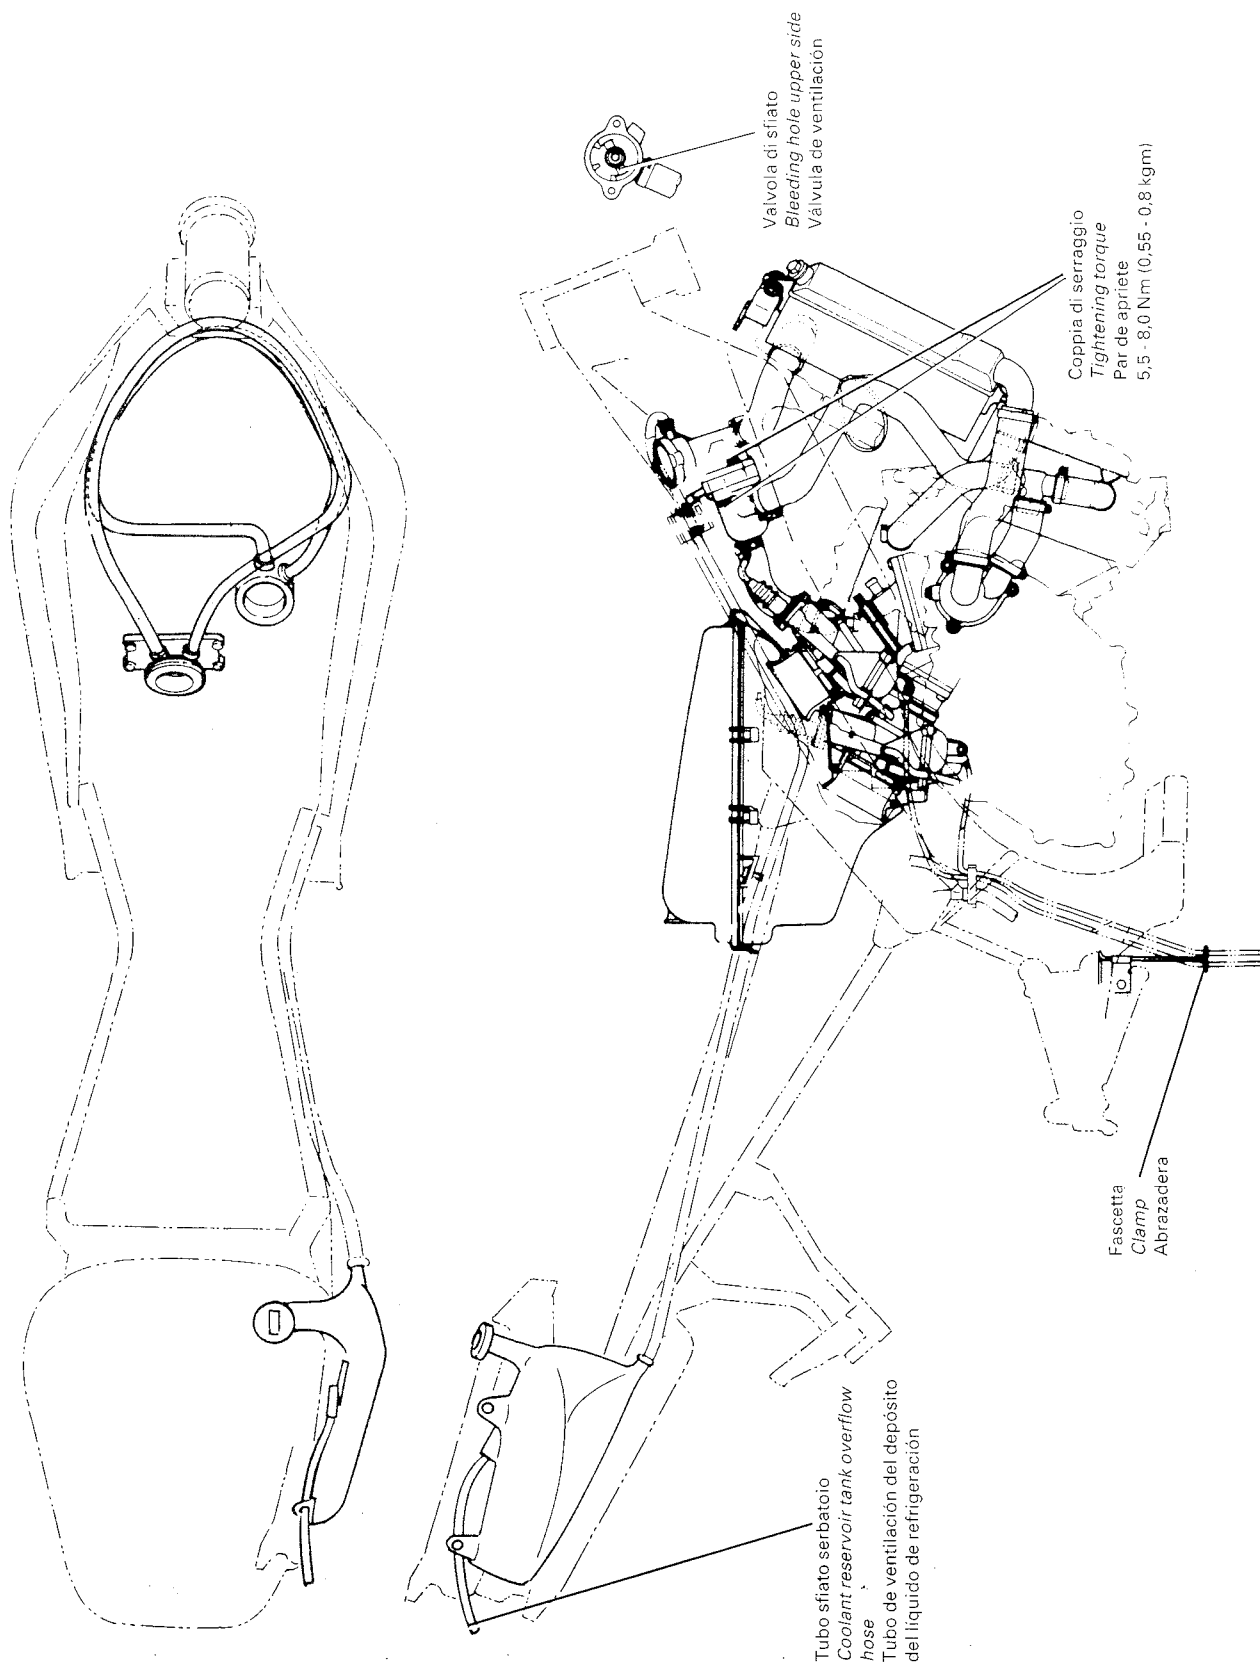 Valvola di sfiato
Bleeding hole upper side
Válvula de ventilación
Coppia di serraggio
Tightening torque
Par de apriete
5,5 - 8,0 Nm (0,55 - 0,8 kgm)
Fascetta
Clamp
Abrazadera
Tubo sfiato serbatoio
Coolant reservoir tank overflow
hose
Tubo de ventilación del depósito
del líquido de refrigeración